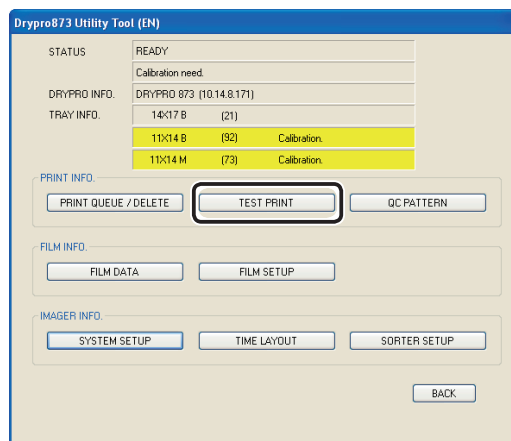 Drypro873 Utility Tool (EN)
STATUS READY
Calibration need.
DRYPRO INFO. DRYPRO 873 (10.14.8.171)
TRAY INFO. 14X17 B (21)
11X14 B (92) Calibration.
11X14 M (73) Calibration.
PRINT INFO.
PRINT QUEUE / DELETE TEST PRINT QC PATTERN
FILM INFO.
FILM DATA FILM SETUP
IMAGER INFO.
SYSTEM SETUP TIME LAYOUT SORTER SETUP
BACK